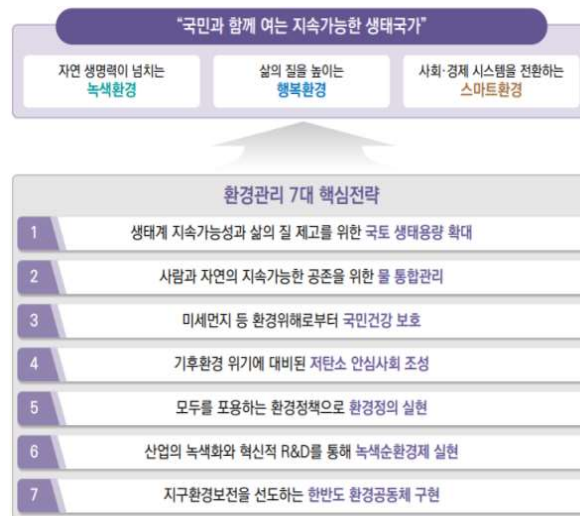 “국민과 함께 여는 지속가능한 생태국가”
자연 생명력이 넘치는
녹색환경
삶의 질을 높이는
행복환경
사회·경제 시스템을 전환하는
스마트환경
환경관리 7대 핵심전략
1 생태계 지속가능성과 삶의 질 제고를 위한 국토 생태용량 확대
2 사람과 자연의 지속가능한 공존을 위한 물 통합관리
3 미세먼지 등 환경위해로부터 국민건강 보호
4 기후환경 위기에 대비된 저탄소 안심사회 조성
5 모두를 포용하는 환경정책으로 환경정의 실현
6 산업의 녹색화와 혁신적 R&D를 통해 녹색순환경제 실현
7 지구환경보전을 선도하는 한반도 환경공동체 구현